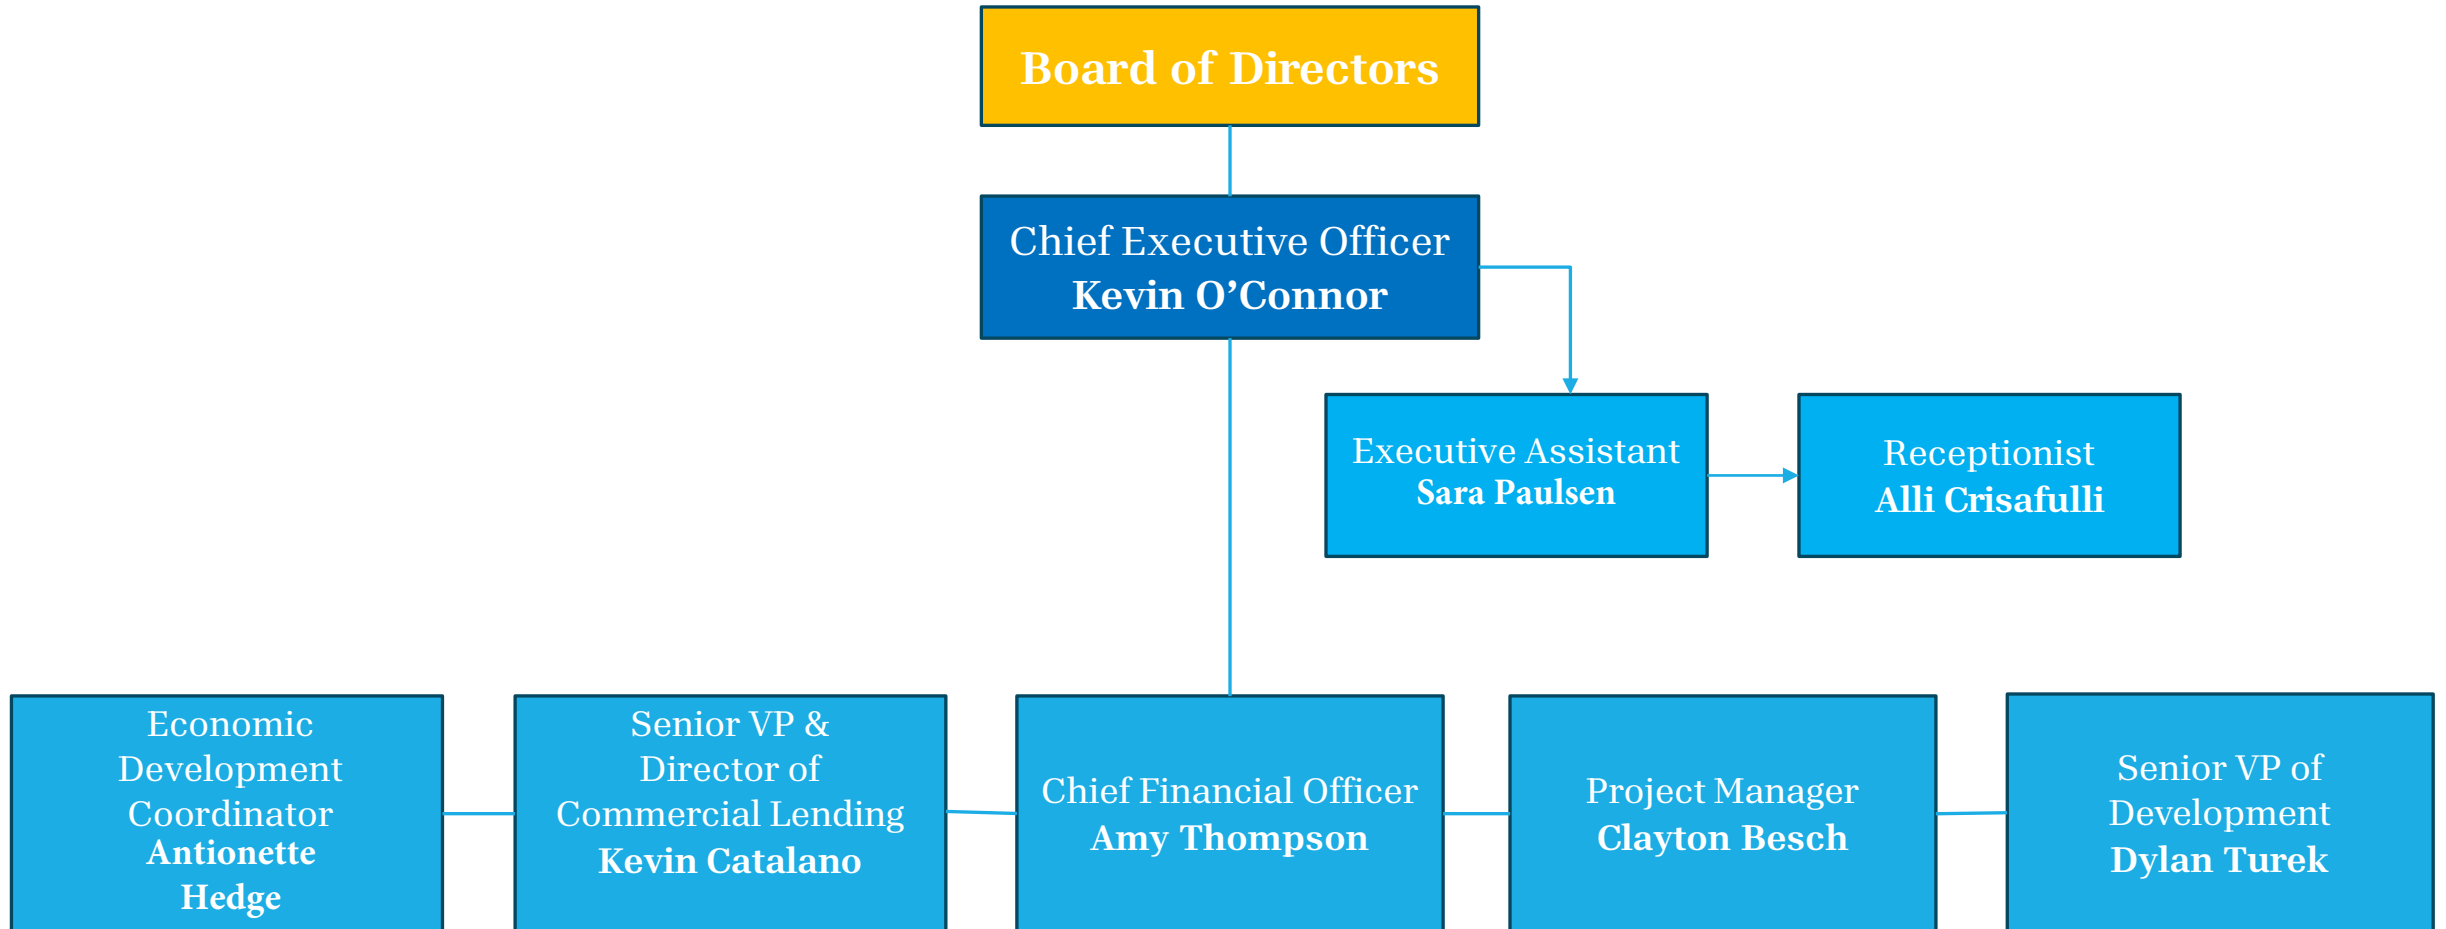 Board of Directors
Chief Executive Officer
Kevin O’Connor
Executive Assistant
Sara Paulsen
Receptionist
Alli Crisafulli
Economic
Development
Coordinator
Antionette
Hedge
Senior VP &
Director of
Commercial Lending
Kevin Catalano
Chief Financial Officer
Amy Thompson
Project Manager
Clayton Besch
Senior VP of
Development
Dylan Turek